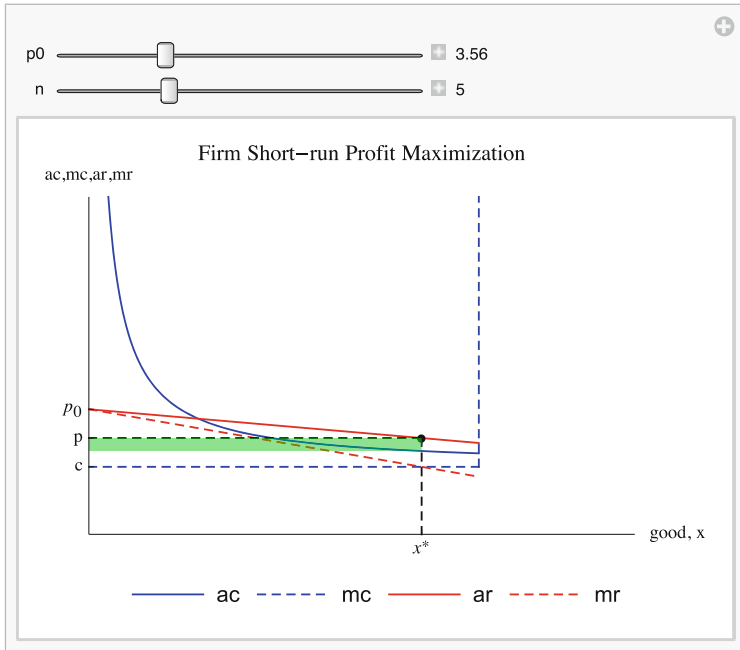 p0 3.56
n 5
Firm Short−run Profit Maximization
ac,mc,ar,mr
p0
p
c
good, x
x*
ac mc ar mr